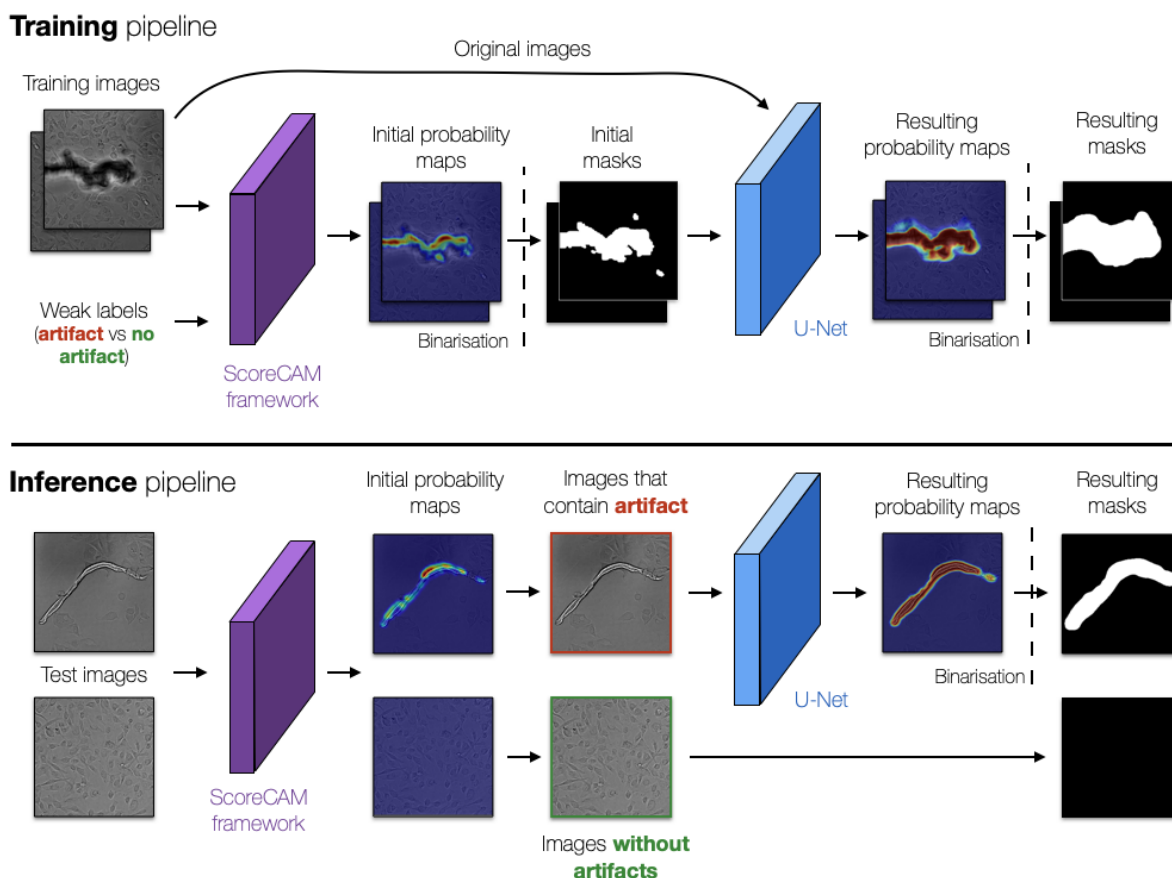 Training pipeline
Original images
Training images
Initial probability
maps
Initial
masks
Resulting
probability maps
Resulting
masks
Weak labels
(artifact vs no
artifact)
Binarisation
U-Net
Binarisation
ScoreCAM
framework
Inference pipeline
Initial probability
maps
Images that
contain artifact
Resulting
probability maps
Resulting
masks
Test images
Binarisation
U-Net
ScoreCAM
framework
Images without
artifacts